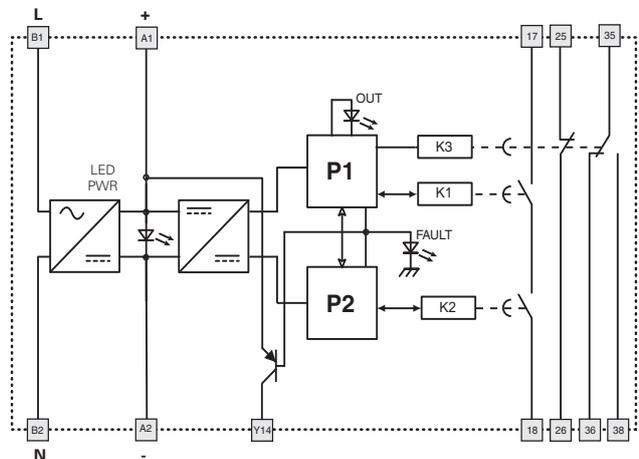 L +
B1 A1 17 25 35
OUT
LED
PWR
P1
K3
K1
FAULT
P2
K2
B2 A2 Y14 18 26 36 38
N -